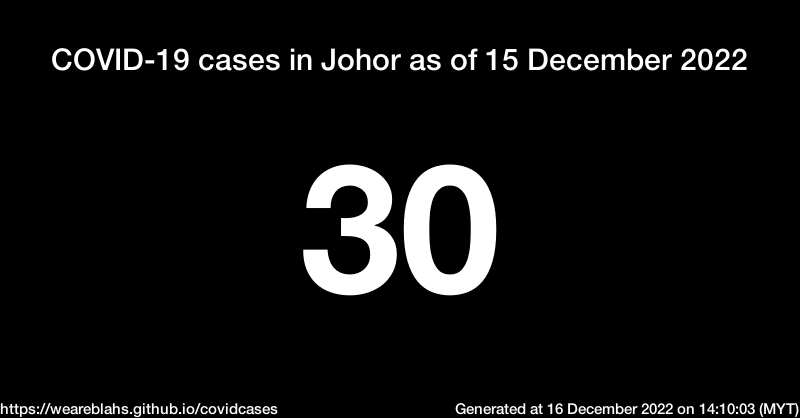 COVID-19 cases in Johor as of 15 December 2022
30
https://weareblahs.github.io/covidcases
Generated at 16 December 2022 on 14:10:03 (MYT)